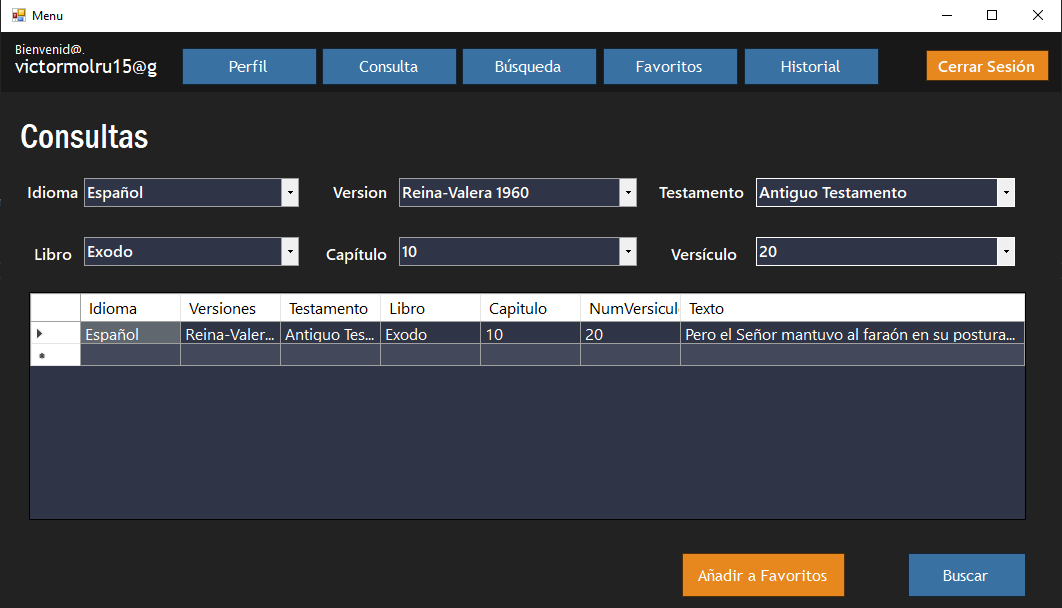 Menu
Bienvenid@.
victormolru15@g
Perfil
Consulta
Búsqueda
Favoritos
Historial
Cerrar Sesión
Consultas
Idioma Español
Version Reina-Valera 1960
Testamento Antiguo Testamento
Libro Exodo
Capítulo 10
Versículo 20
Idioma Versiones Testamento Libro Capitulo NumVersicul Texto
Español Reina-Valer... Antiguo Tes... Exodo 10 20 Pero el Señor mantuvo al faraón en su postura...
Añadir a Favoritos
Buscar